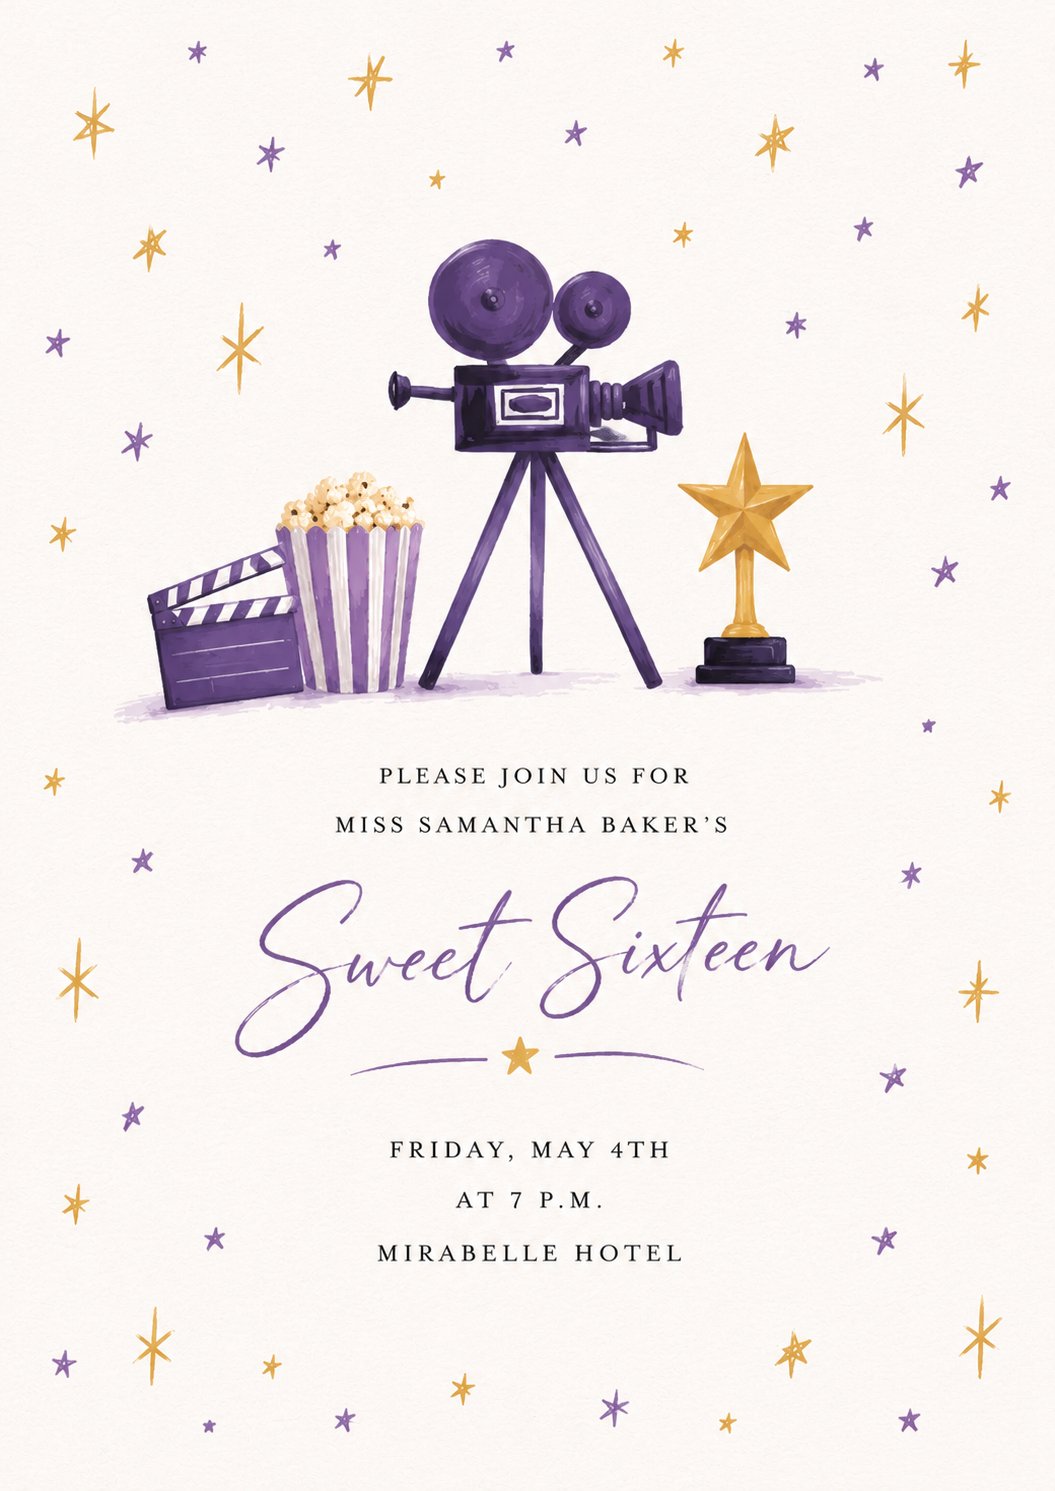 PLEASE JOIN US FOR
MISS SAMANTHA BAKER’S
Sweet Sixteen
FRIDAY, MAY 4TH
AT 7 P.M.
MIRABELLE HOTEL